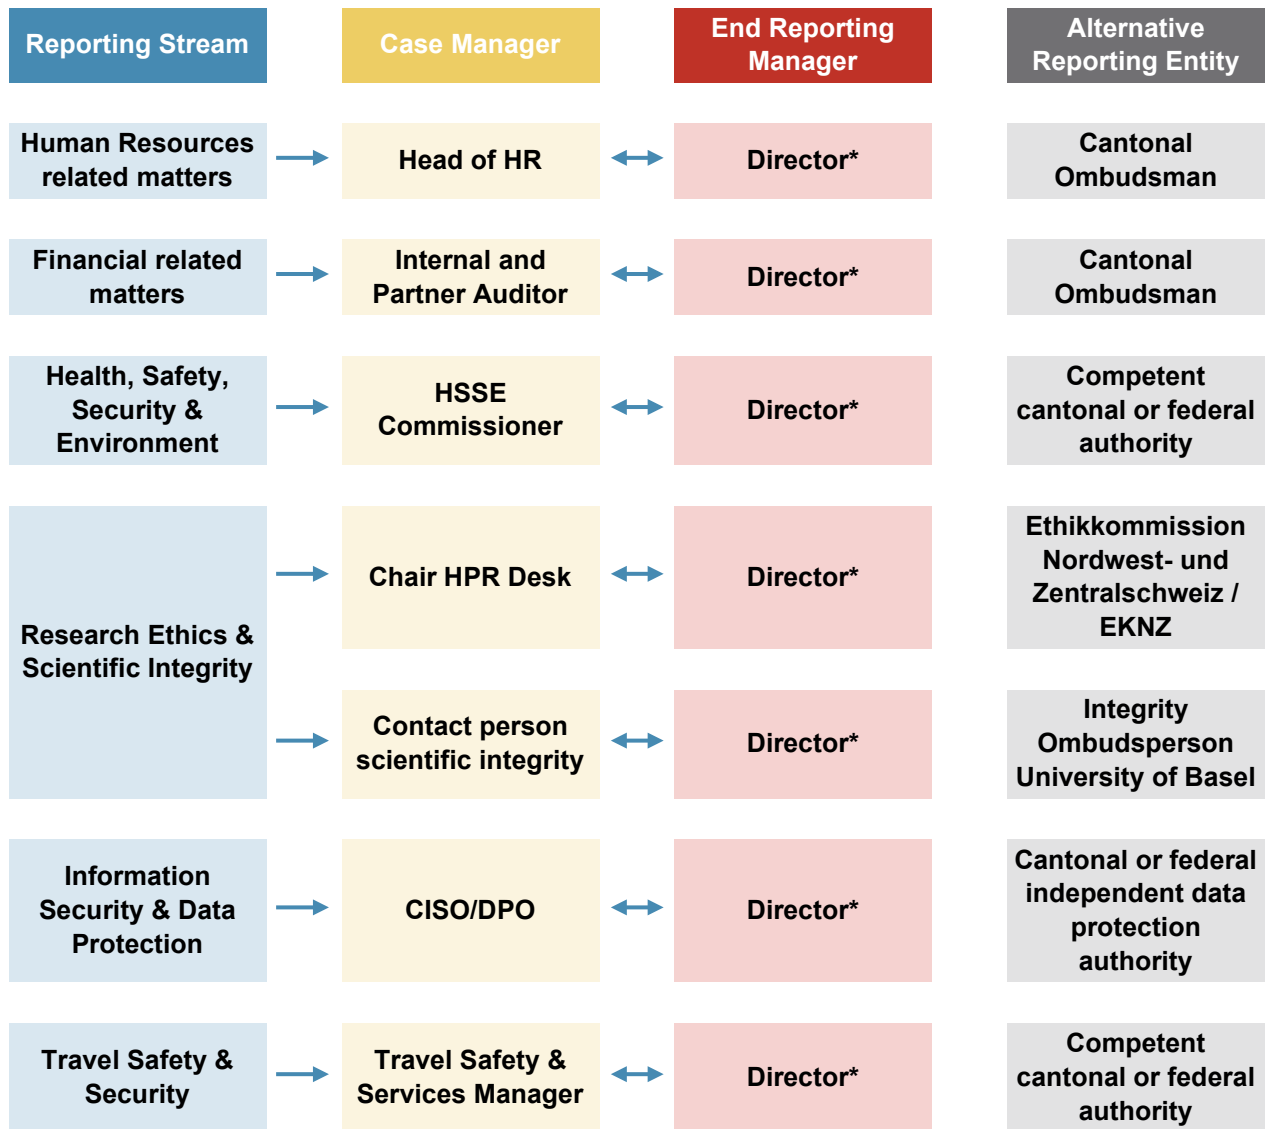 Reporting Stream
Case Manager
End Reporting
Manager
Alternative
Reporting Entity
Human Resources
related matters
Head of HR
Director*
Cantonal
Ombudsman
Financial related
matters
Internal and
Partner Auditor
Director*
Cantonal
Ombudsman
Health, Safety,
Security &
Environment
HSSE
Commissioner
Director*
Competent
cantonal or federal
authority
Research Ethics &
Scientific Integrity
Chair HPR Desk
Director*
Ethikkommission
Nordwest- und
Zentralschweiz /
EKNZ
Contact person
scientific integrity
Director*
Integrity
Ombudsperson
University of Basel
Information
Security & Data
Protection
CISO/DPO
Director*
Cantonal or federal
independent data
protection
authority
Travel Safety &
Security
Travel Safety &
Services Manager
Director*
Competent
cantonal or federal
authority